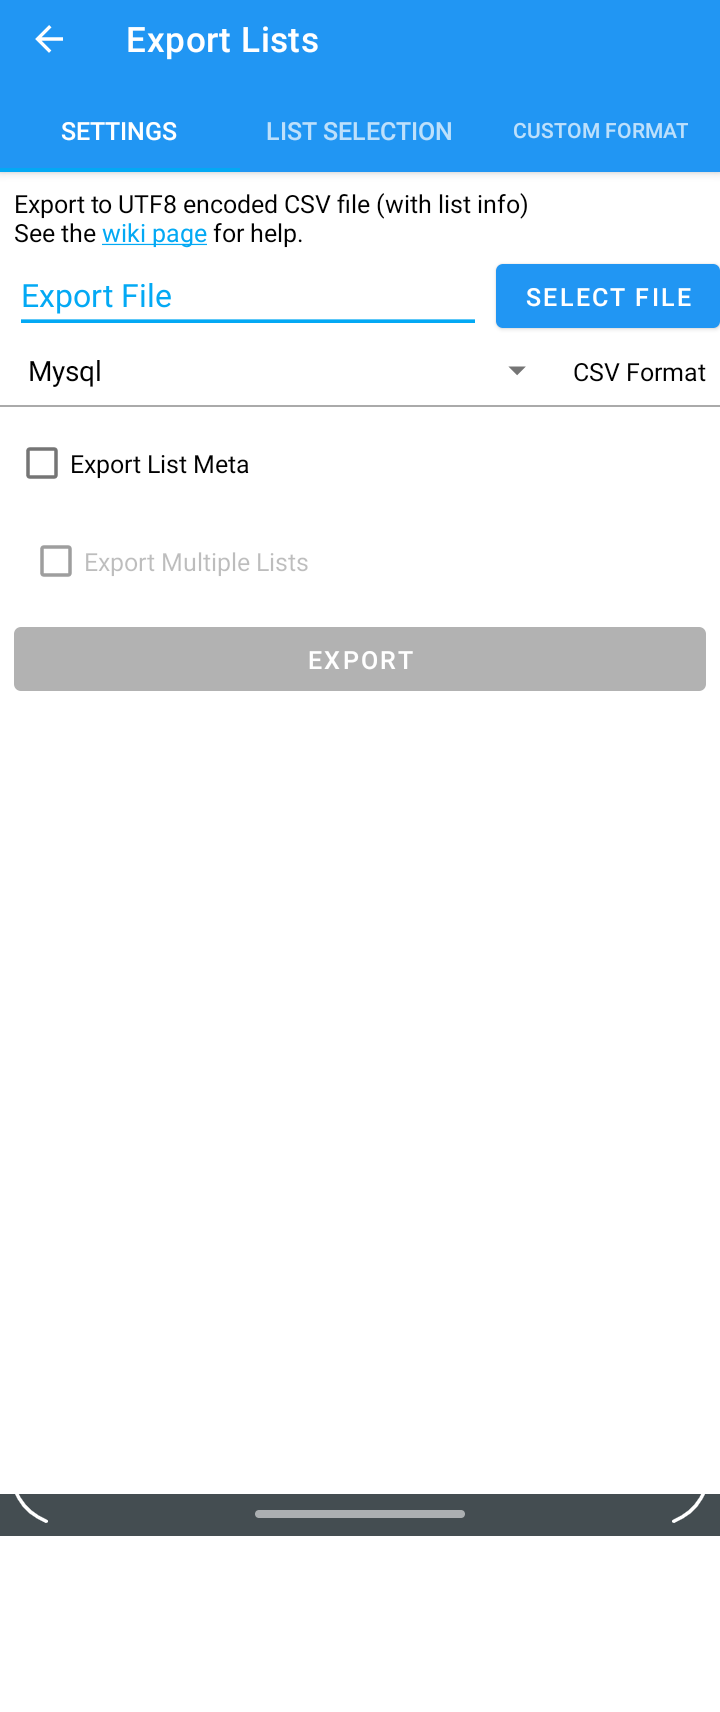 Export Lists
SETTINGS
LIST SELECTION
CUSTOM FORMAT
Export to UTF8 encoded CSV file (with list info)
See the wiki page for help.
Export File
SELECT FILE
Mysql
CSV Format
Export List Meta
Export Multiple Lists
EXPORT